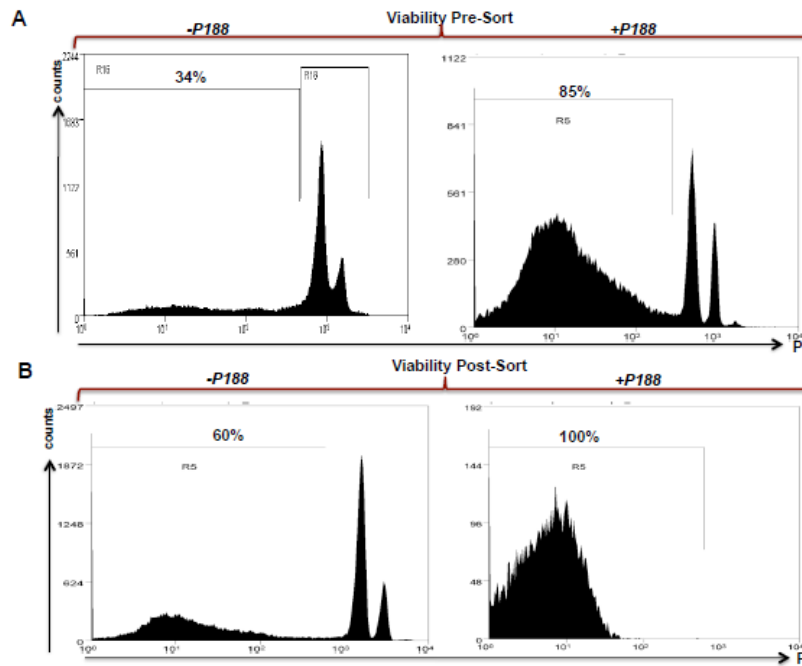 A
Viability Pre-Sort
-P188
+P188
counts
2244
1122
0
R16
34%
R18
10⁰ 10¹ 10² 10³ 10⁴
1122
841
561
280
0
85%
R5
10⁰ 10¹ 10² 10³ 10⁴
P
B
Viability Post-Sort
-P188
+P188
counts
2497
1872
1248
624
0
60%
R5
10⁰ 10¹ 10² 10³ 10⁴
192
144
96
48
0
100%
R5
10⁰ 10¹ 10² 10³
P